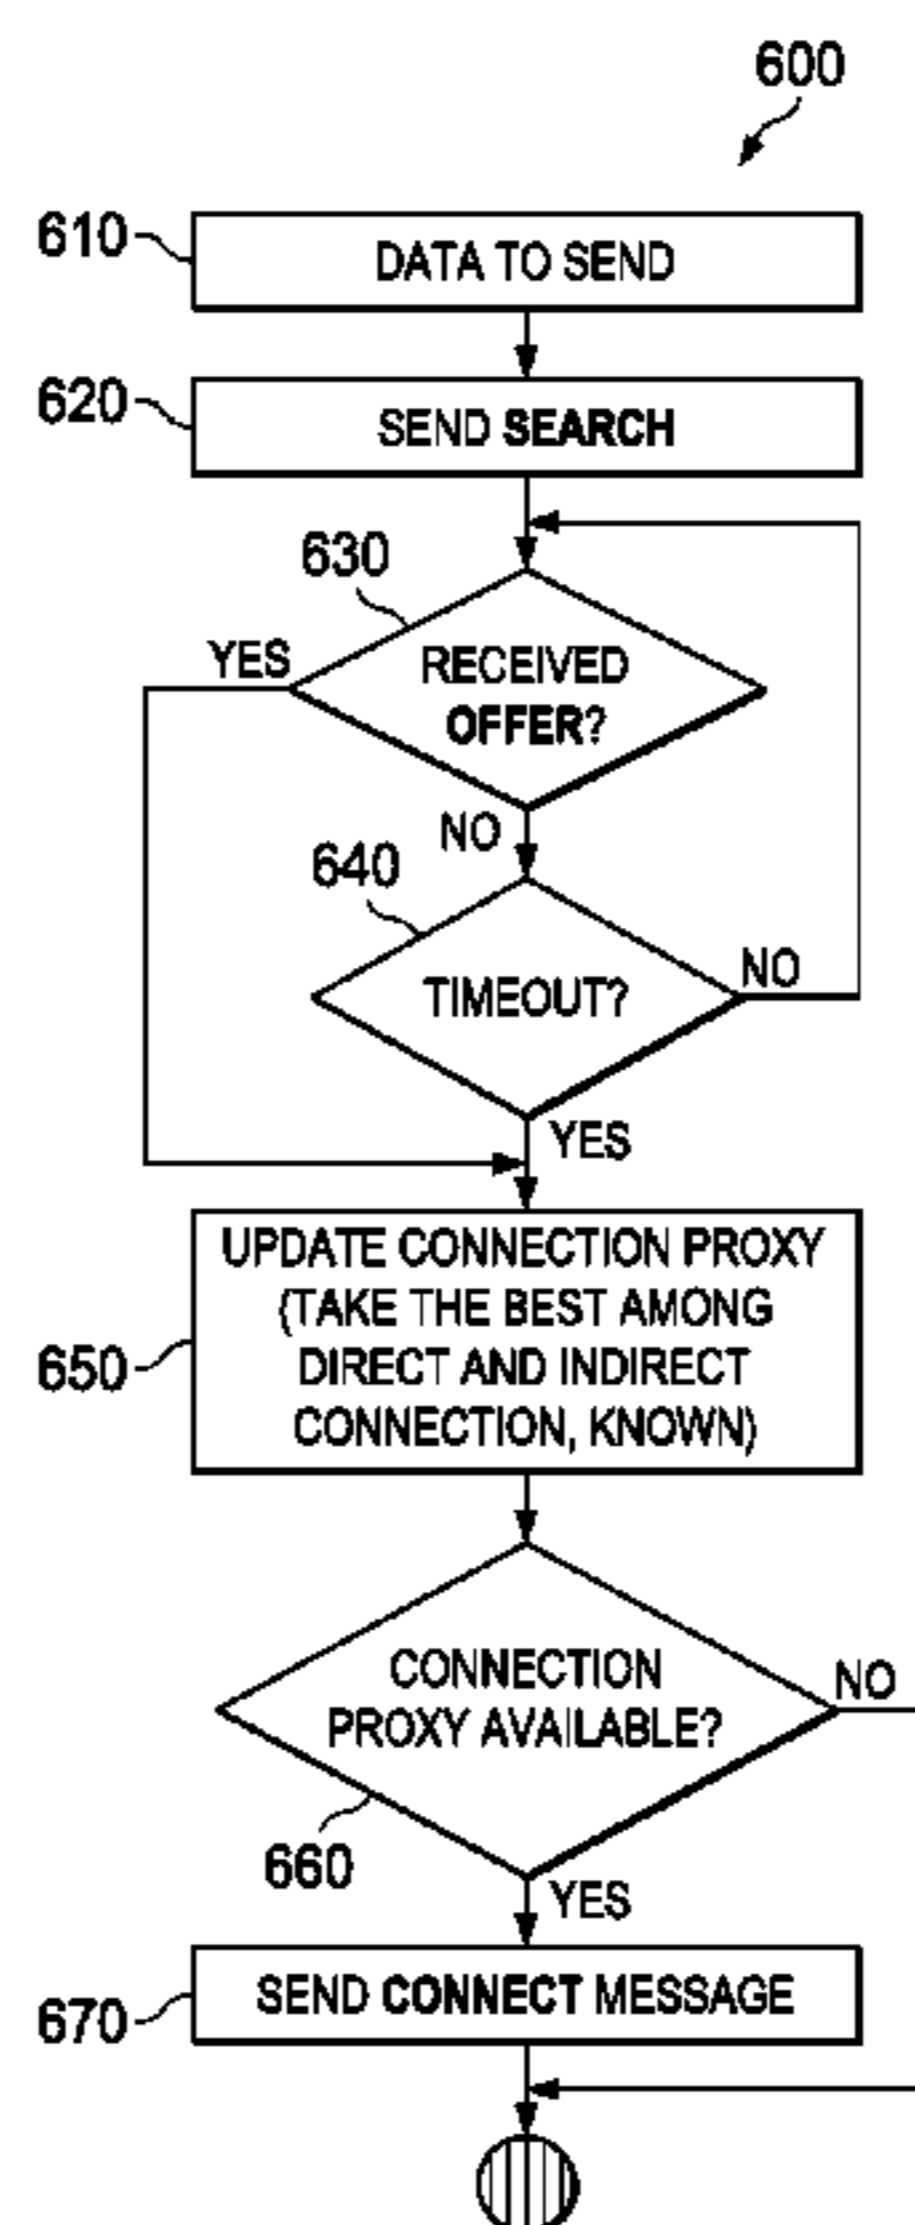 600
610
DATA TO SEND
620
SEND SEARCH
630
YES
RECEIVED
OFFER?
NO
640
TIMEOUT?
NO
YES
UPDATE CONNECTION PROXY
(TAKE THE BEST AMONG
DIRECT AND INDIRECT
CONNECTION, KNOWN)
650
CONNECTION
PROXY AVAILABLE?
NO
660
YES
SEND CONNECT MESSAGE
670